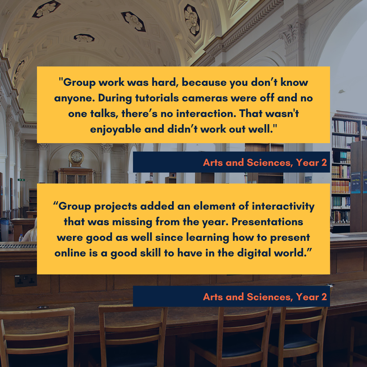 "Group work was hard, because you don't know
anyone. During tutorials cameras were off and no
one talks, there's no interaction. That wasn't
enjoyable and didn't work out well."
Arts and Sciences, Year 2
“Group projects added an element of interactivity
that was missing from the year. Presentations
were good as well since learning how to present
online is a good skill to have in the digital world.”
Arts and Sciences, Year 2